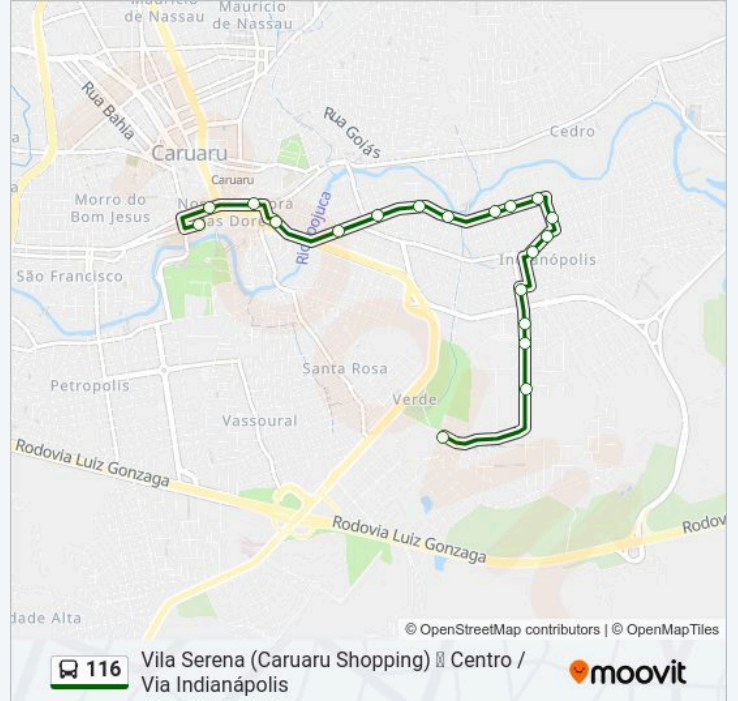 Mauricio
de Nassau
Mauricio
de Nassau
Rua Bahia
Rua Goiás
Cedro
Caruaru
Caruaru
Morro do
Bom Jesus
Rio Ipojuca
São Francisco
Indianópolis
Santa Rosa
Petropolis
Verde
Vassoural
Rodovia Luiz Gonzaga
Rodovia Luiz Gonzaga
Rodov
dade Alta
© OpenStreetMap contributors | © OpenMapTiles
116
Vila Serena (Caruaru Shopping) ▯ Centro /
Via Indianápolis
moovit